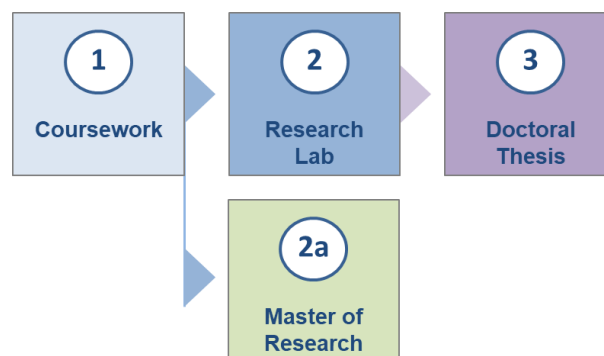 1
Coursework
2
Research
Lab
3
Doctoral
Thesis
2a
Master of
Research